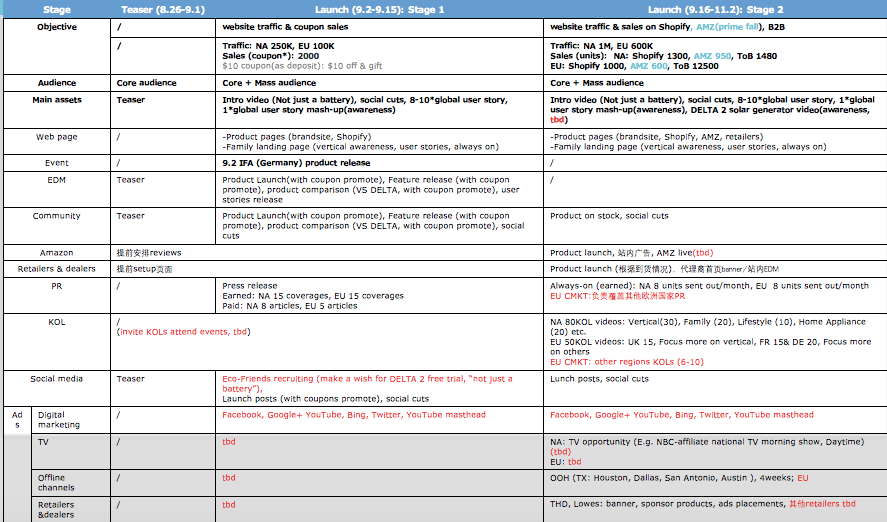 Stage Teaser (8.26-9.1) Launch (9.2-9.15): Stage 1 Launch (9.16-11.2): Stage 2
Objective / website traffic & coupon sales website traffic & sales on Shopify, AMZ(prime fall), B2B
/ Traffic: NA 250K, EU 100K
Sales (coupon*): 2000
$10 coupon(as deposit): $10 off & gift
Traffic: NA 1M, EU 600K
Sales (units): NA: Shopify 1300, AMZ 950, ToB 1480
EU: Shopify 1000, AMZ 600, ToB 12500
Audience Core audience Core + Mass audience Core + Mass audience
Main assets Teaser Intro video (Not just a battery), social cuts, 8-10*global user story,
1*global user story mash-up(awareness)
Intro video (Not just a battery), social cuts, 8-10*global user story, 1*global
user story mash-up(awareness), DELTA 2 solar generator video(awareness,
tbd)
Web page / -Product pages (brandsite, Shopify)
-Family landing page (vertical awareness, user stories, always on)
-Product pages (brandsite, Shopify, AMZ, retailers)
-Family landing page (vertical awareness, user stories, always on)
Event / 9.2 IFA (Germany) product release /
EDM Teaser Product Launch(with coupon promote), Feature release (with coupon
promote), product comparison (VS DELTA, with coupon promote), user
stories release
/
Community Teaser Product Launch(with coupon promote), Feature release (with coupon
promote), product comparison (VS DELTA, with coupon promote), social
cuts
Product on stock, social cuts
Amazon 提前安排reviews Product launch, 站内广告, AMZ live(tbd)
Retailers & dealers 提前setup页面 Product launch (根据到货情况)、代理商首页banner/站内EDM
PR / Press release
Earned: NA 15 coverages, EU 15 coverages
Paid: NA 8 articles, EU 5 articles
Always-on (earned): NA 8 units sent out/month, EU 8 units sent out/month
EU CMKT:负责覆盖其他欧洲国家PR
KOL /
(invite KOLs attend events, tbd)
NA 80KOL videos: Vertical(30), Family (20), Lifestyle (10), Home Appliance
(20) etc.
EU 50KOL videos: UK 15, Focus more on vertical, FR 15& DE 20, Focus more
on others
EU CMKT: other regions KOLs (6-10)
Social media Teaser Eco-Friends recruiting (make a wish for DELTA 2 free trial, "not just a
battery"),
Launch posts (with coupons promote), social cuts
Lunch posts, social cuts
Ad
s
Digital
marketing
/ Facebook, Google+ YouTube, Bing, Twitter, YouTube masthead Facebook, Google+ YouTube, Bing, Twitter, YouTube masthead
TV / tbd NA: TV opportunity (E.g. NBC-affiliate national TV morning show, Daytime)
(tbd)
EU: tbd
Offline
channels
/ tbd OOH (TX: Houston, Dallas, San Antonio, Austin ), 4weeks; EU
Retailers
&dealers
/ tbd THD, Lowes: banner, sponsor products, ads placements, 其他retailers tbd